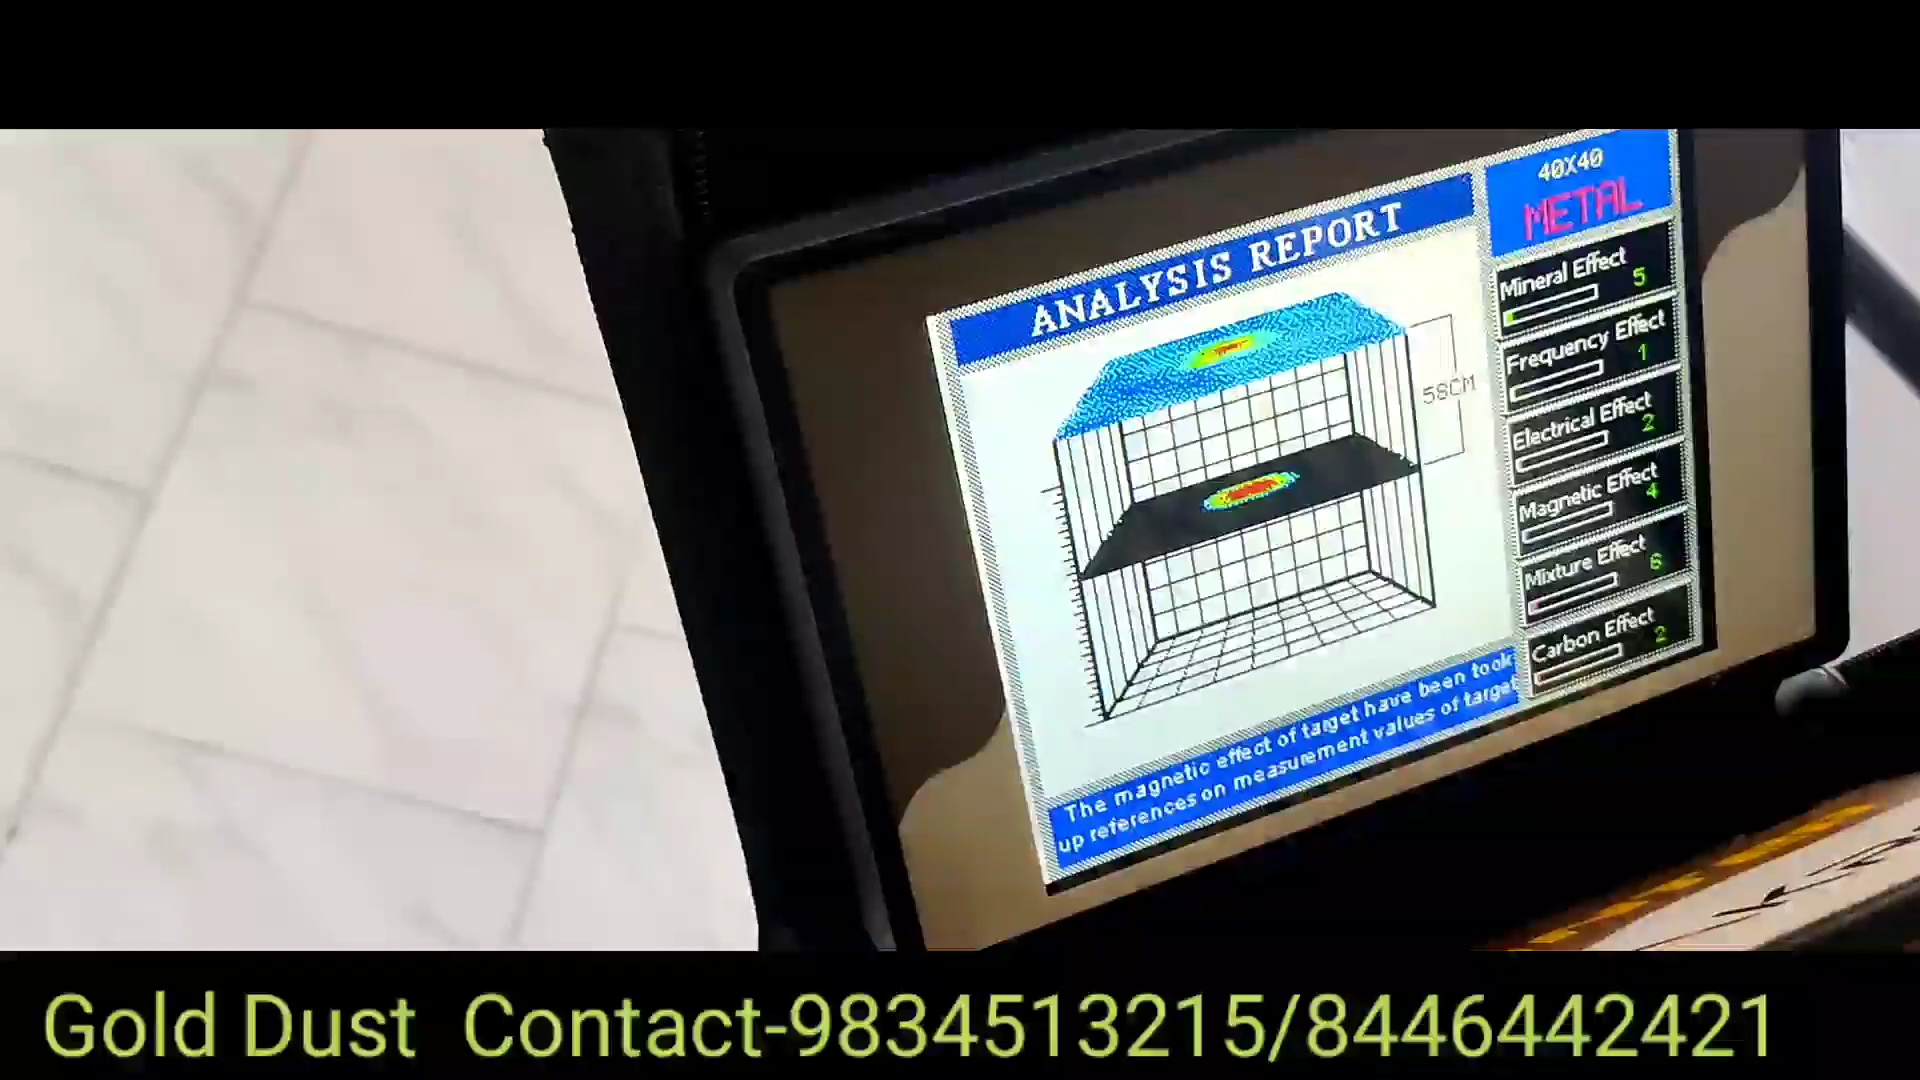 ANALYSIS REPORT
58CM
40X40
METAL
Mineral Effect
5
Frequency Effect
1
Electrical Effect
2
Magnetic Effect
4
Mixture Effect
6
Carbon Effect
2
The magnetic effect of target have been took
up references on measurement values of target
Gold Dust Contact-9834513215/8446442421